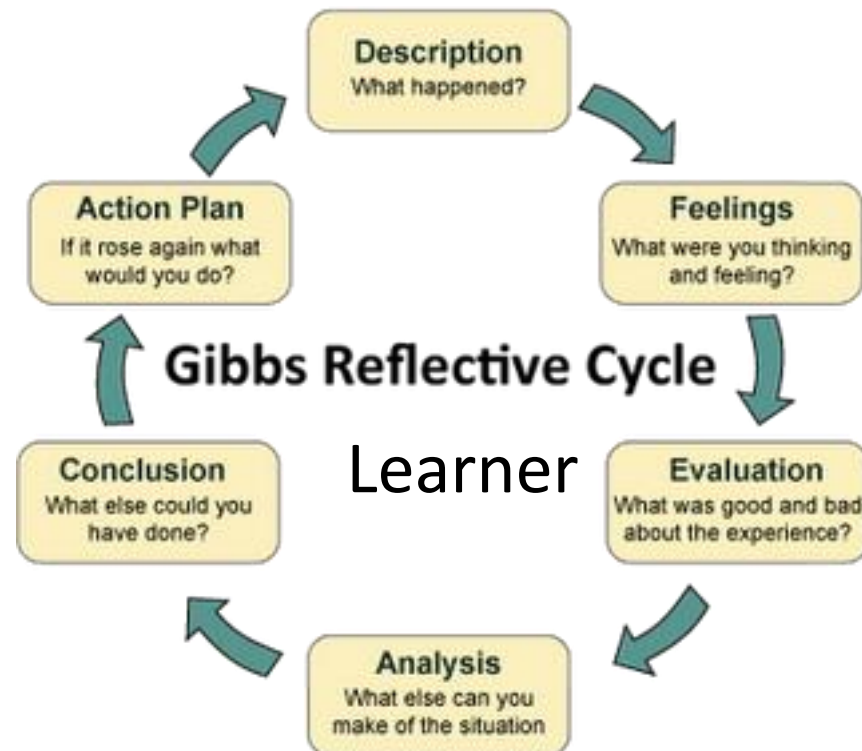 Description
What happened?
Feelings
What were you thinking
and feeling?
Evaluation
What was good and bad
about the experience?
Analysis
What else can you
make of the situation
Conclusion
What else could you
have done?
Action Plan
If it rose again what
would you do?
Gibbs Reflective Cycle
Learner